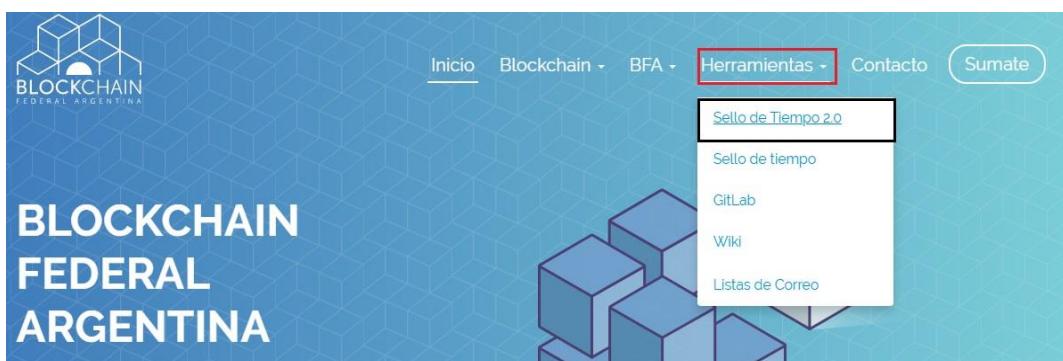 BLOCKCHAIN
FEDERAL ARGENTINA
Inicio Blockchain BFA Herramientas Contacto Sumate
Sello de Tiempo 2.0
Sello de tiempo
GitLab
Wiki
Listas de Correo
BLOCKCHAIN
FEDERAL
ARGENTINA